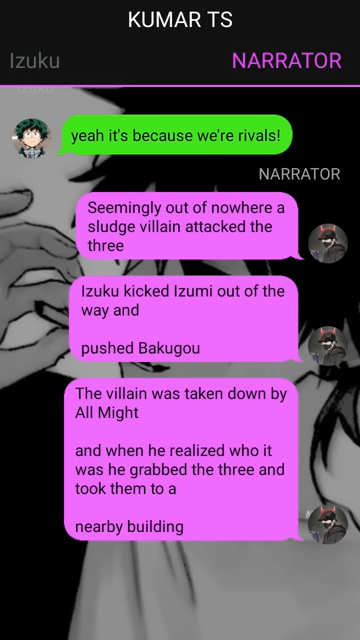 KUMAR TS
Izuku
NARRATOR
Izuku
yeah it's because we're rivals!
NARRATOR
Seemingly out of nowhere a
sludge villain attacked the
three
Izuku kicked Izumi out of the
way and
pushed Bakugou
The villain was taken down by
All Might
and when he realized who it
was he grabbed the three and
took them to a
nearby building